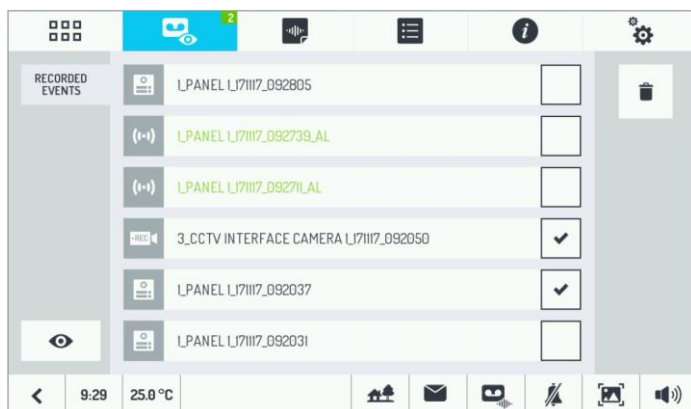 2
RECORDED
EVENTS
1_PANEL 1_171117_092805
1_PANEL 1_171117_092739_AL
1_PANEL 1_171117_092711_AL
•REC
3_CCTV INTERFACE CAMERA 1_171117_092050
1_PANEL 1_171117_092037
1_PANEL 1_171117_092031
9:29
25.0 °C